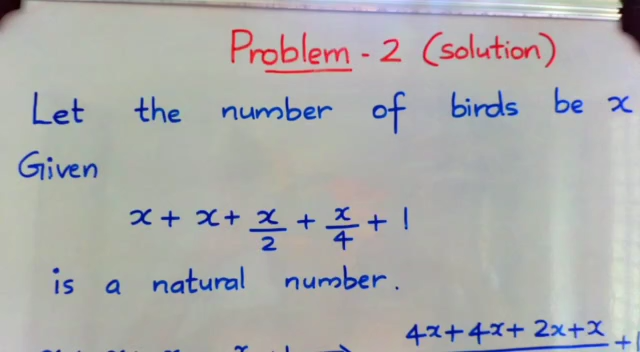 Problem - 2 (solution)
Let the number of birds be x
Given
x + x + x/2 + x/4 + 1
is a natural number.
4x + 4x + 2x + x